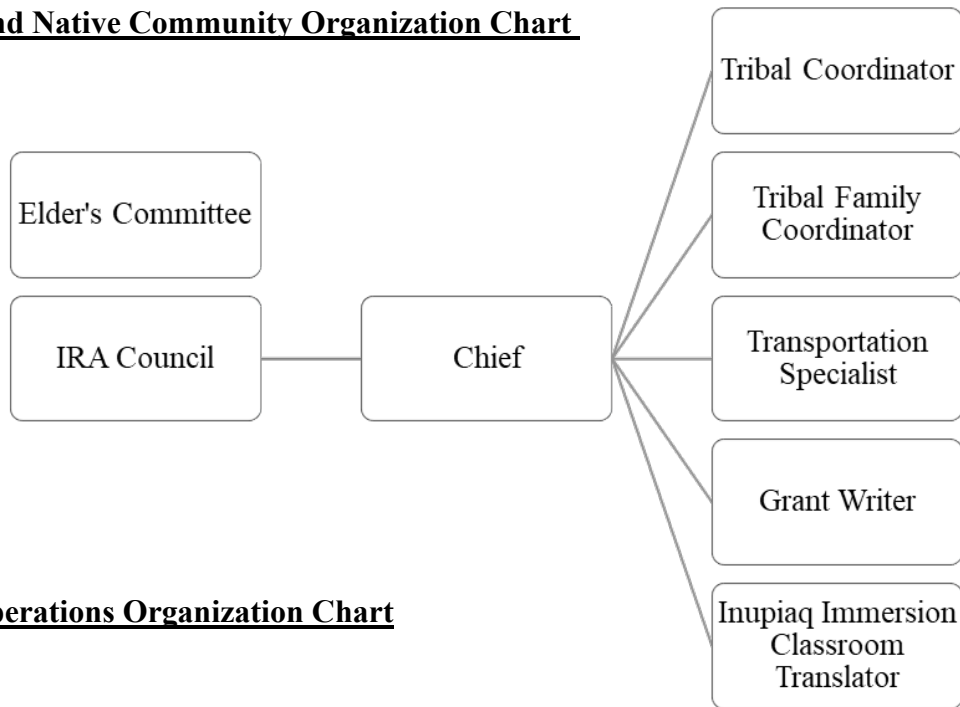 nd Native Community Organization Chart
Tribal Coordinator
Elder's Committee
Tribal Family
Coordinator
IRA Council
Chief
Transportation
Specialist
Grant Writer
perations Organization Chart
Inupiaq Immersion
Classroom
Translator